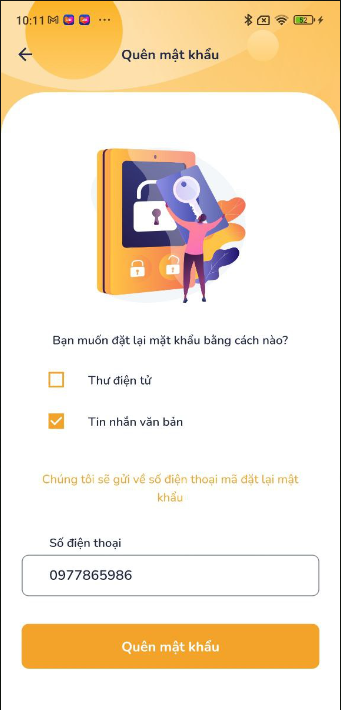 10:11
52
Quên mật khẩu
Bạn muốn đặt lại mặt khẩu bằng cách nào?
Thư điện tử
Tin nhắn văn bản
Chúng tôi sẽ gửi về số điện thoại mã đặt lại mật
khẩu
Số điện thoại
0977865986
Quên mật khẩu